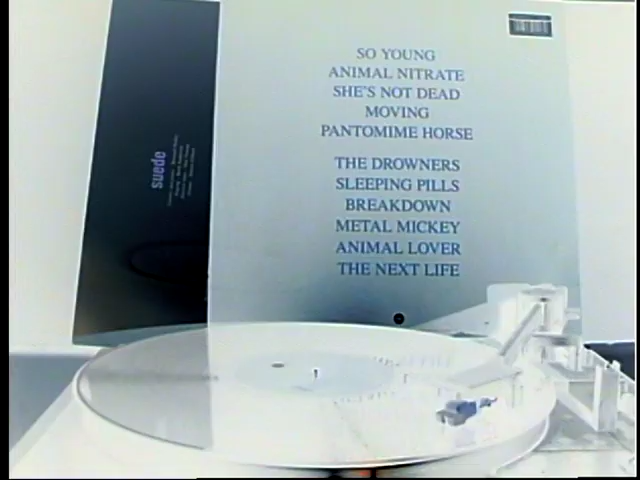 SO YOUNG
ANIMAL NITRATE
SHE'S NOT DEAD
MOVING
PANTOMIME HORSE
THE DROWNERS
SLEEPING PILLS
BREAKDOWN
METAL MICKEY
ANIMAL LOVER
THE NEXT LIFE
suede